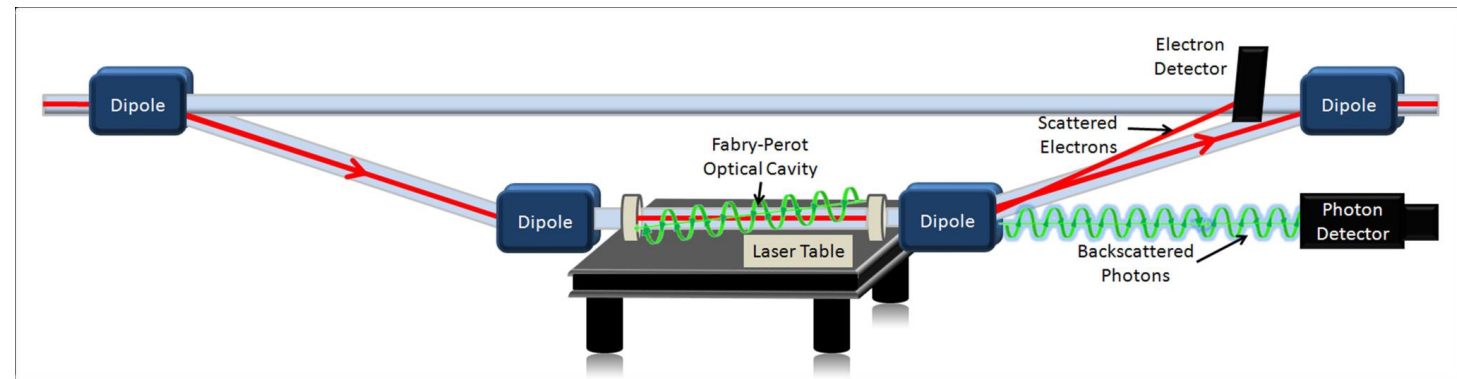 Electron
Detector
Dipole
Dipole
Scattered
Electrons
Fabry-Perot
Optical Cavity
Dipole
Dipole
Photon
Detector
Laser Table
Backscattered
Photons